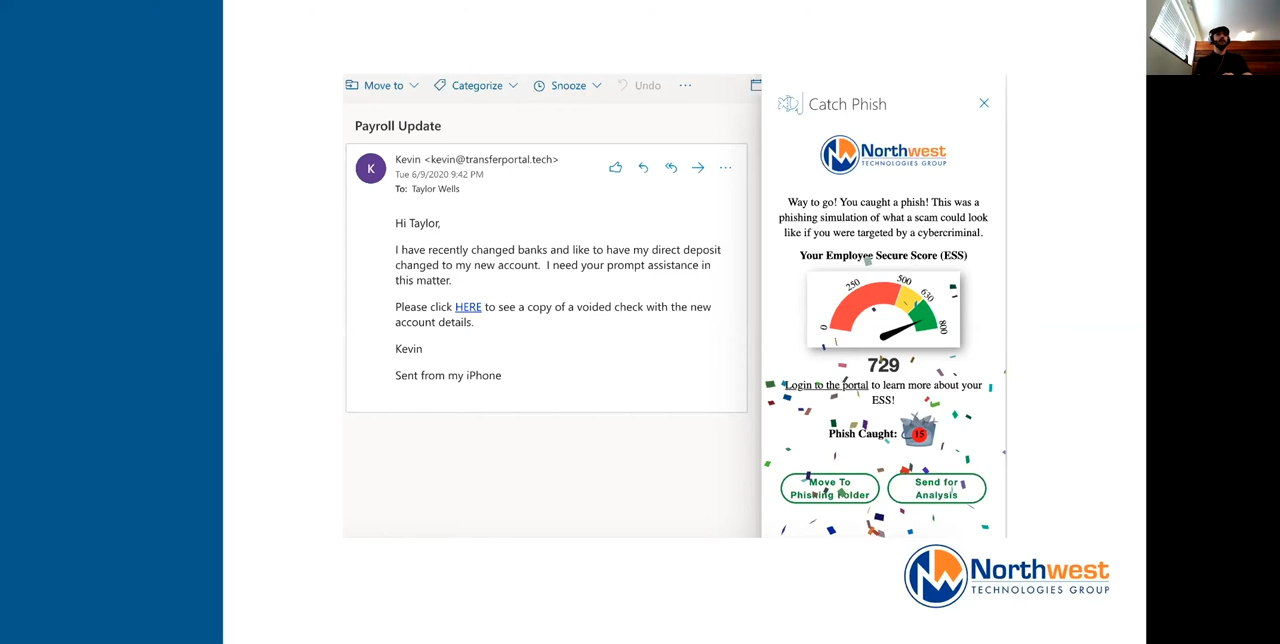 Move to
Categorize
Snooze
Undo
Payroll Update
K
Kevin <kevin@transferportal.tech>
Tue 6/9/2020 9:42 PM
To: Taylor Wells
Hi Taylor,
I have recently changed banks and like to have my direct deposit
changed to my new account. I need your prompt assistance in
this matter.
Please click HERE to see a copy of a voided check with the new
account details.
Kevin
Sent from my iPhone
Catch Phish
Northwest
TECHNOLOGIES GROUP
Way to go! You caught a phish! This was a
phishing simulation of what a scam could look
like if you were targeted by a cybercriminal.
Your Employee Secure Score (ESS)
0
250
500
630
800
729
Login to the portal to learn more about your
ESS!
Phish Caught: 15
Move To
Phishing Folder
Send for
Analysis
Northwest
TECHNOLOGIES GROUP